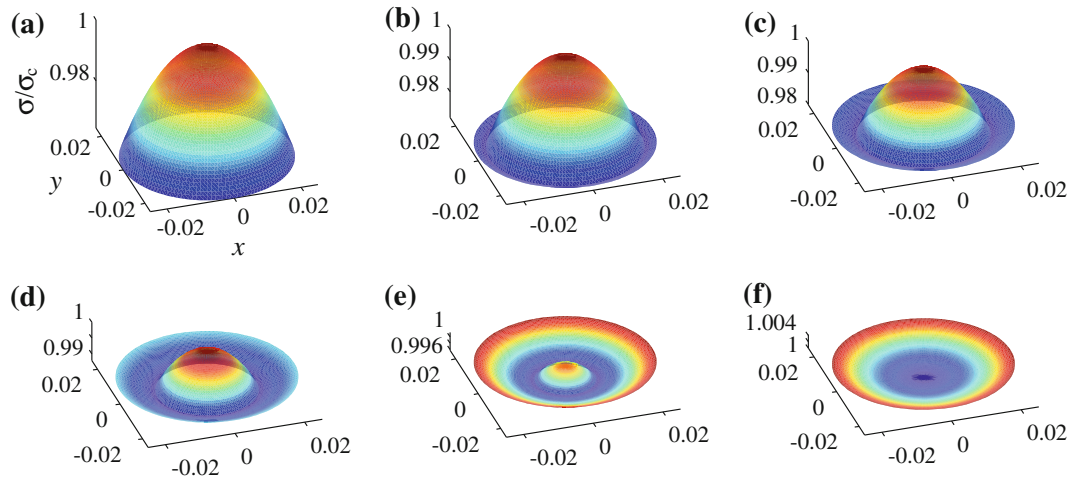 (a) 1 0.98 σ/σc 0.02 0 -0.02 y -0.02 0 0.02 x
(b) 1 0.99 0.98 0.02 0 -0.02 -0.02 0 0.02
(c) 1 0.99 0.98 0.02 0 -0.02 -0.02 0 0.02
(d) 1 0.99 0.02 0 -0.02 -0.02 0 0.02
(e) 1 0.996 0.02 0 -0.02 -0.02 0 0.02
(f) 1.004 1 0.02 0 -0.02 -0.02 0 0.02